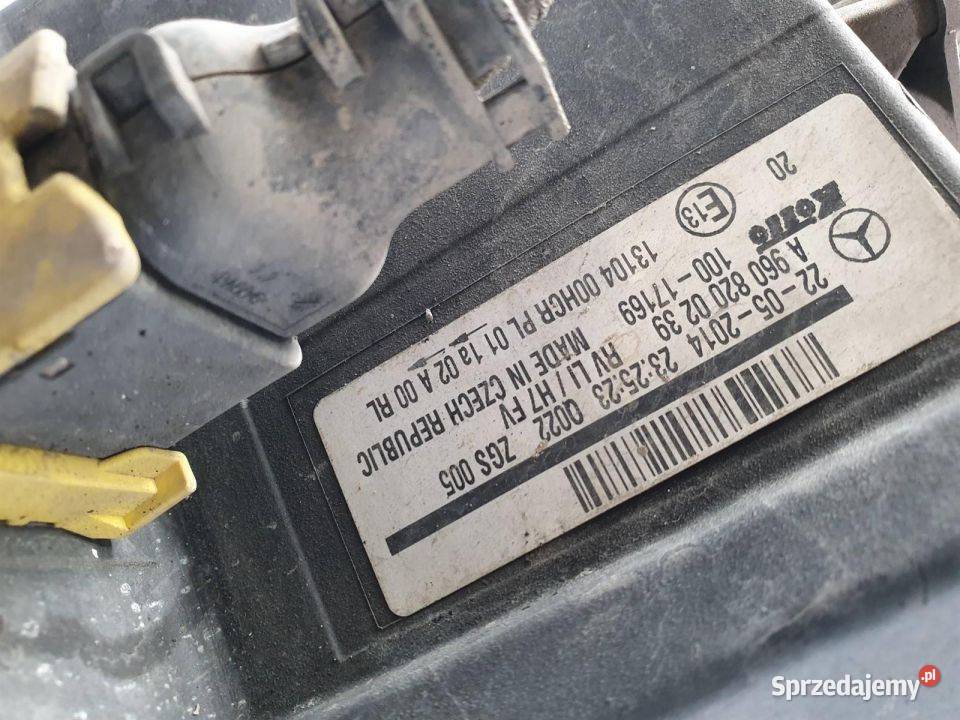 20
Koito
E13
22-05-2014 23:25:23 Q022 ZGS 005
A 960 820 02 39 RV LI / H7 FV
100-17169 MADE IN CZECH REPUBLIC
13104 00HCR PL 01 1a 02 A 00 RL
Sprzedajemy.pl